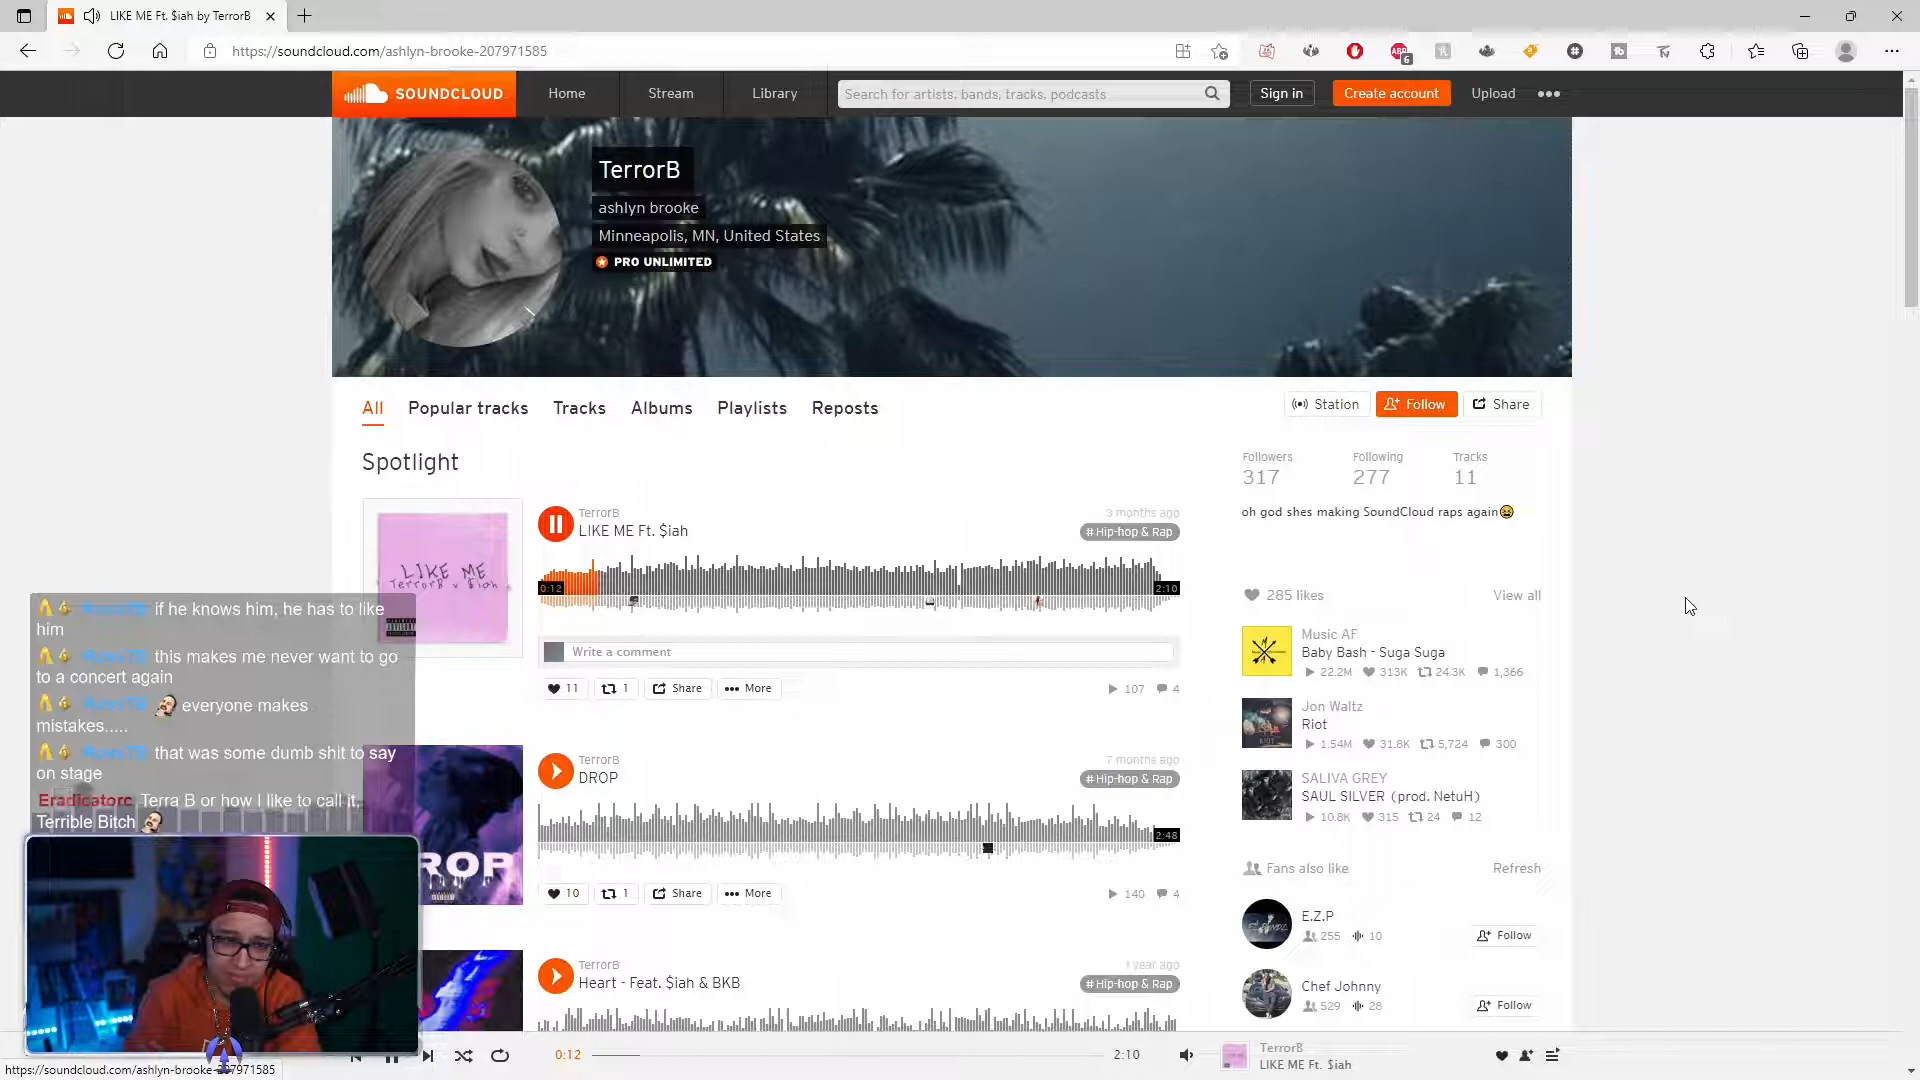 LIKE ME Ft. $iah by TerrorB
https://soundcloud.com/ashlyn-brooke-207971585
6
SOUNDCLOUD
Home
Stream
Library
Search for artists, bands, tracks, podcasts
Sign in
Create account
Upload
TerrorB
ashlyn brooke
Minneapolis, MN, United States
PRO UNLIMITED
All
Popular tracks
Tracks
Albums
Playlists
Reposts
Station
Follow
Share
Spotlight
Followers
317
Following
277
Tracks
11
oh god shes making SoundCloud raps again
LIKE ME
TerrorB x $iah
TerrorB
LIKE ME Ft. $iah
3 months ago
# Hip-hop & Rap
0:12
2:10
Write a comment
11
1
Share
More
107
4
285 likes
View all
Music AF
Baby Bash - Suga Suga
22.2M
313K
24.3K
1,366
Jon Waltz
Riot
1.54M
31.8K
5,724
300
SALIVA GREY
SAUL SILVER (prod. NetuH)
10.8K
315
24
12
ROP
TerrorB
DROP
7 months ago
# Hip-hop & Rap
2:48
10
1
Share
More
140
4
Fans also like
Refresh
E.Z.P
255
10
Follow
Chef Johnny
529
28
Follow
TerrorB
Heart - Feat. $iah & BKB
1 year ago
# Hip-hop & Rap
if he knows him, he has to like
him
this makes me never want to go
to a concert again
everyone makes
mistakes.....
that was some dumb shit to say
on stage
Eradicatorc Terra B or how I like to call it,
Terrible Bitch
0:12
2:10
TerrorB
LIKE ME Ft. $iah
https://soundcloud.com/ashlyn-brooke-207971585